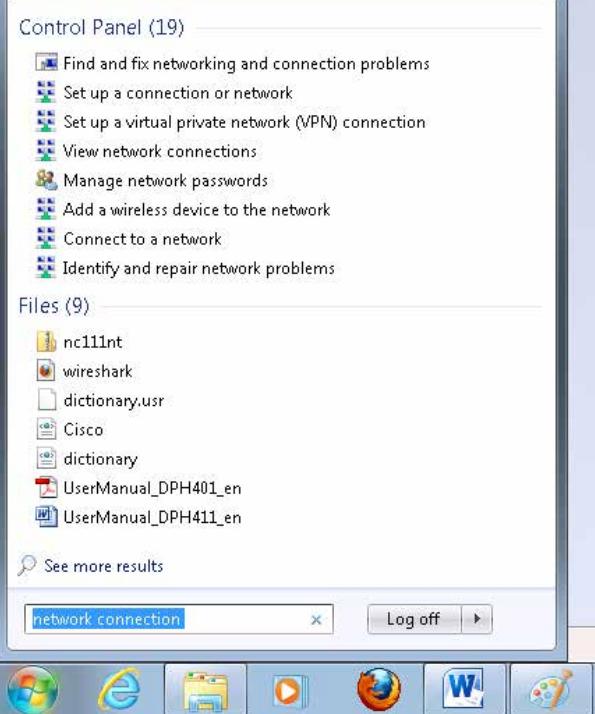 Control Panel (19)
Find and fix networking and connection problems
Set up a connection or network
Set up a virtual private network (VPN) connection
View network connections
Manage network passwords
Add a wireless device to the network
Connect to a network
Identify and repair network problems
Files (9)
nc111nt
wireshark
dictionary.usr
Cisco
dictionary
UserManual_DPH401_en
UserManual_DPH411_en
See more results
network connection
Log off
W